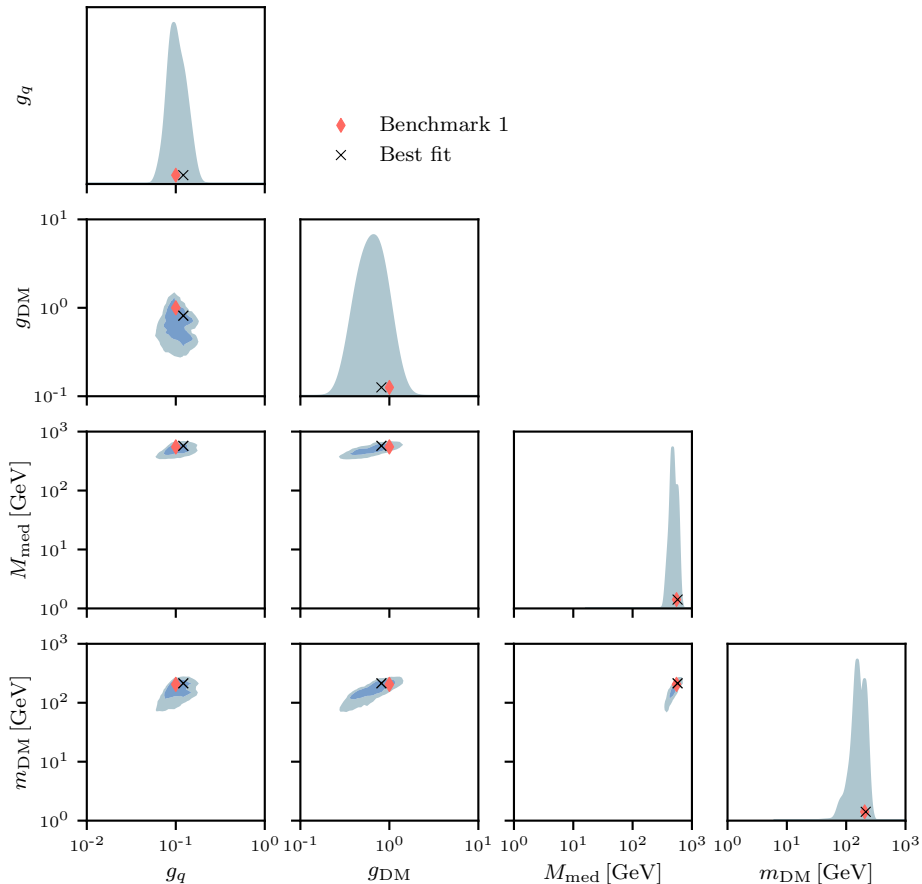 g_q
Benchmark 1
Best fit
10^1
10^0
10^{-1}
g_DM
10^3
10^2
10^1
10^0
M_med [GeV]
10^3
10^2
10^1
10^0
m_DM [GeV]
10^{-2} 10^{-1} 10^0 10^{-1} 10^0 10^1 10^0 10^1 10^2 10^3 10^0 10^1 10^2 10^3
g_q g_DM M_med [GeV] m_DM [GeV]